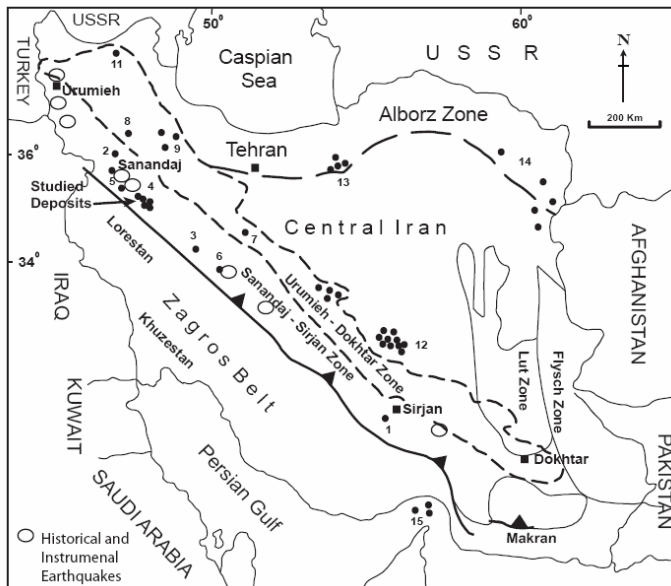 50°
60°
USSR
TURKEY
11
Caspian
Sea
U S S R
N
Urumieh
Alborz Zone
200 Km
8
9
Tehran
14
36°
2
Sanandaj
13
5
4
Studied
Deposits
Central Iran
Lorestan
3
7
AFGHANISTAN
34°
6
IRAQ
Zagros Belt
Khuzestan
Sanandaj - Sirjan Zone
Urumieh - Dokhtar Zone
12
Lut Zone
Flysch Zone
KUWAIT
Sirjan
1
Dokhtar
PAKISTAN
SAUDI ARABIA
Persian Gulf
15
Makran
Historical and
Instrumenal
Earthquakes